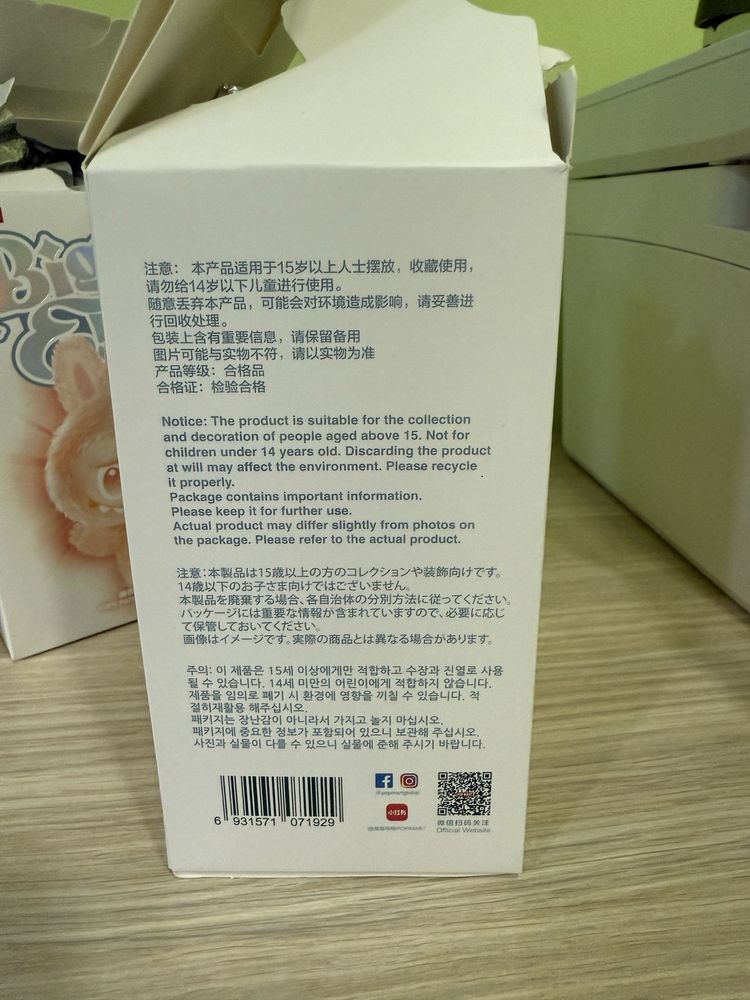 Big
注意： 本产品适用于15岁以上人士摆放，收藏使用，
请勿给14岁以下儿童进行使用。
随意丢弃本产品，可能会对环境造成影响，请妥善进
行回收处理。
包装上含有重要信息，请保留备用
图片可能与实物不符，请以实物为准
产品等级：合格品
合格证：检验合格
Notice: The product is suitable for the collection
and decoration of people aged above 15. Not for
children under 14 years old. Discarding the product
at will may affect the environment. Please recycle
it properly.
Package contains important information.
Please keep it for further use.
Actual product may differ slightly from photos on
the package. Please refer to the actual product.
注意：本製品は15歳以上の方のコレクションや装飾向けです。
14歳以下のお子さま向けではございません。
本製品を廃棄する場合、各自治体の分別方法に従ってください。
パッケージには重要な情報が含まれていますので、必要に応じ
て保管しておいてください。
画像はイメージです。実際の商品とは異なる場合があります。
주의: 이 제품은 15세 이상에게만 적합하고 수장과 진열로 사용
될 수 있습니다. 14세 미만의 어린이에게 적합하지 않습니다.
제품을 임의로 폐기 시 환경에 영향을 끼칠 수 있습니다. 적
절히재활용 해주십시오.
패키지는 장난감이 아니라서 가지고 놀지 마십시오.
패키지에 중요한 정보가 포함되어 있으니 보관해 주십시오.
사진과 실물이 다를 수 있으니 실물에 준해 주시기 바랍니다.
6 931571 071929
@popmartglobal
小红书
微信扫码关注
Official Website